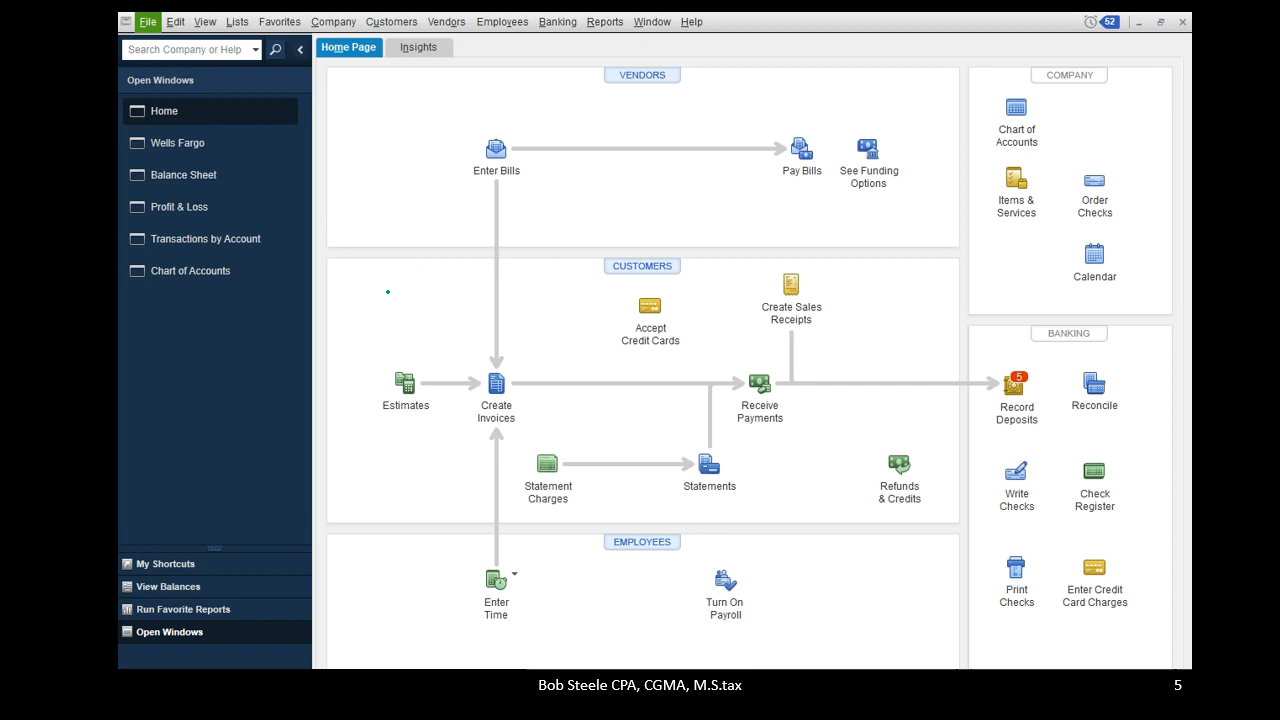 File Edit View Lists Favorites Company Customers Vendors Employees Banking Reports Window Help
52
Search Company or Help
Home Page
Insights
Open Windows
Home
Wells Fargo
Balance Sheet
Profit & Loss
Transactions by Account
Chart of Accounts
My Shortcuts
View Balances
Run Favorite Reports
Open Windows
VENDORS
Enter Bills
Pay Bills
See Funding
Options
CUSTOMERS
Accept
Credit Cards
Create Sales
Receipts
Estimates
Create
Invoices
Receive
Payments
Statement
Charges
Statements
Refunds
& Credits
EMPLOYEES
Enter
Time
Turn On
Payroll
COMPANY
Chart of
Accounts
Items &
Services
Order
Checks
Calendar
BANKING
5
Record
Deposits
Reconcile
Write
Checks
Check
Register
Print
Checks
Enter Credit
Card Charges
Bob Steele CPA, CGMA, M.S.tax
5